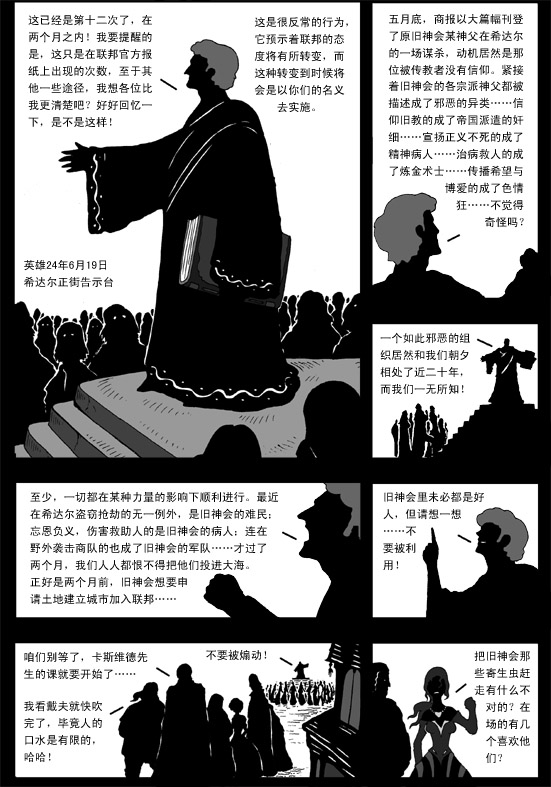 这已经是第十二次了，在
两个月之内！我要提醒的
是，这只是在联邦官方报
纸上出现的次数，至于其
他一些途径，我想各位比
我更清楚吧？好好回忆一
下，是不是这样！
这是很反常的行为，
它预示着联邦的态
度将有所转变，而
这种转变到时候将
会是以你们的名义
去实施。
英雄24年6月19日
希达尔正街告示台
五月底，商报以大篇幅刊登
了原旧神会某神父在希达尔
的一场谋杀，动机居然是那
位被传教者没有信仰。紧接
着旧神会的各宗派神父都被
描述成了邪恶的异类……信
仰旧教的成了帝国派遣的奸
细……宣扬正义不死的成了
精神病人……治病救人的成
了炼金术士……传播希望与
博爱的成了色情
狂……不觉得
奇怪吗？
一个如此邪恶的组
织居然和我们朝夕
相处了近二十年，
而我们一无所知！
至少，一切都在某种力量的影响下顺利进行。最近
在希达尔盗窃抢劫的无一例外，是旧神会的难民；
忘恩负义，伤害救助人的是旧神会的病人；连在
野外袭击商队的也成了旧神会的军队……才过了
两个月，我们人人都恨不得把他们投进大海。
正好是两个月前，旧神会想要申
请土地建立城市加入联邦……
旧神会里未必都是好
人，但请想一想
……不
要被利
用！
咱们别等了，卡斯维德先
生的课就要开始了……
我看戴夫就快吹
完了，毕竟人的
口水是有限的，
哈哈！
不要被煽动！
把旧神会那
些寄生虫赶
走有什么不
对的？在
场的有几
个喜欢他
们？